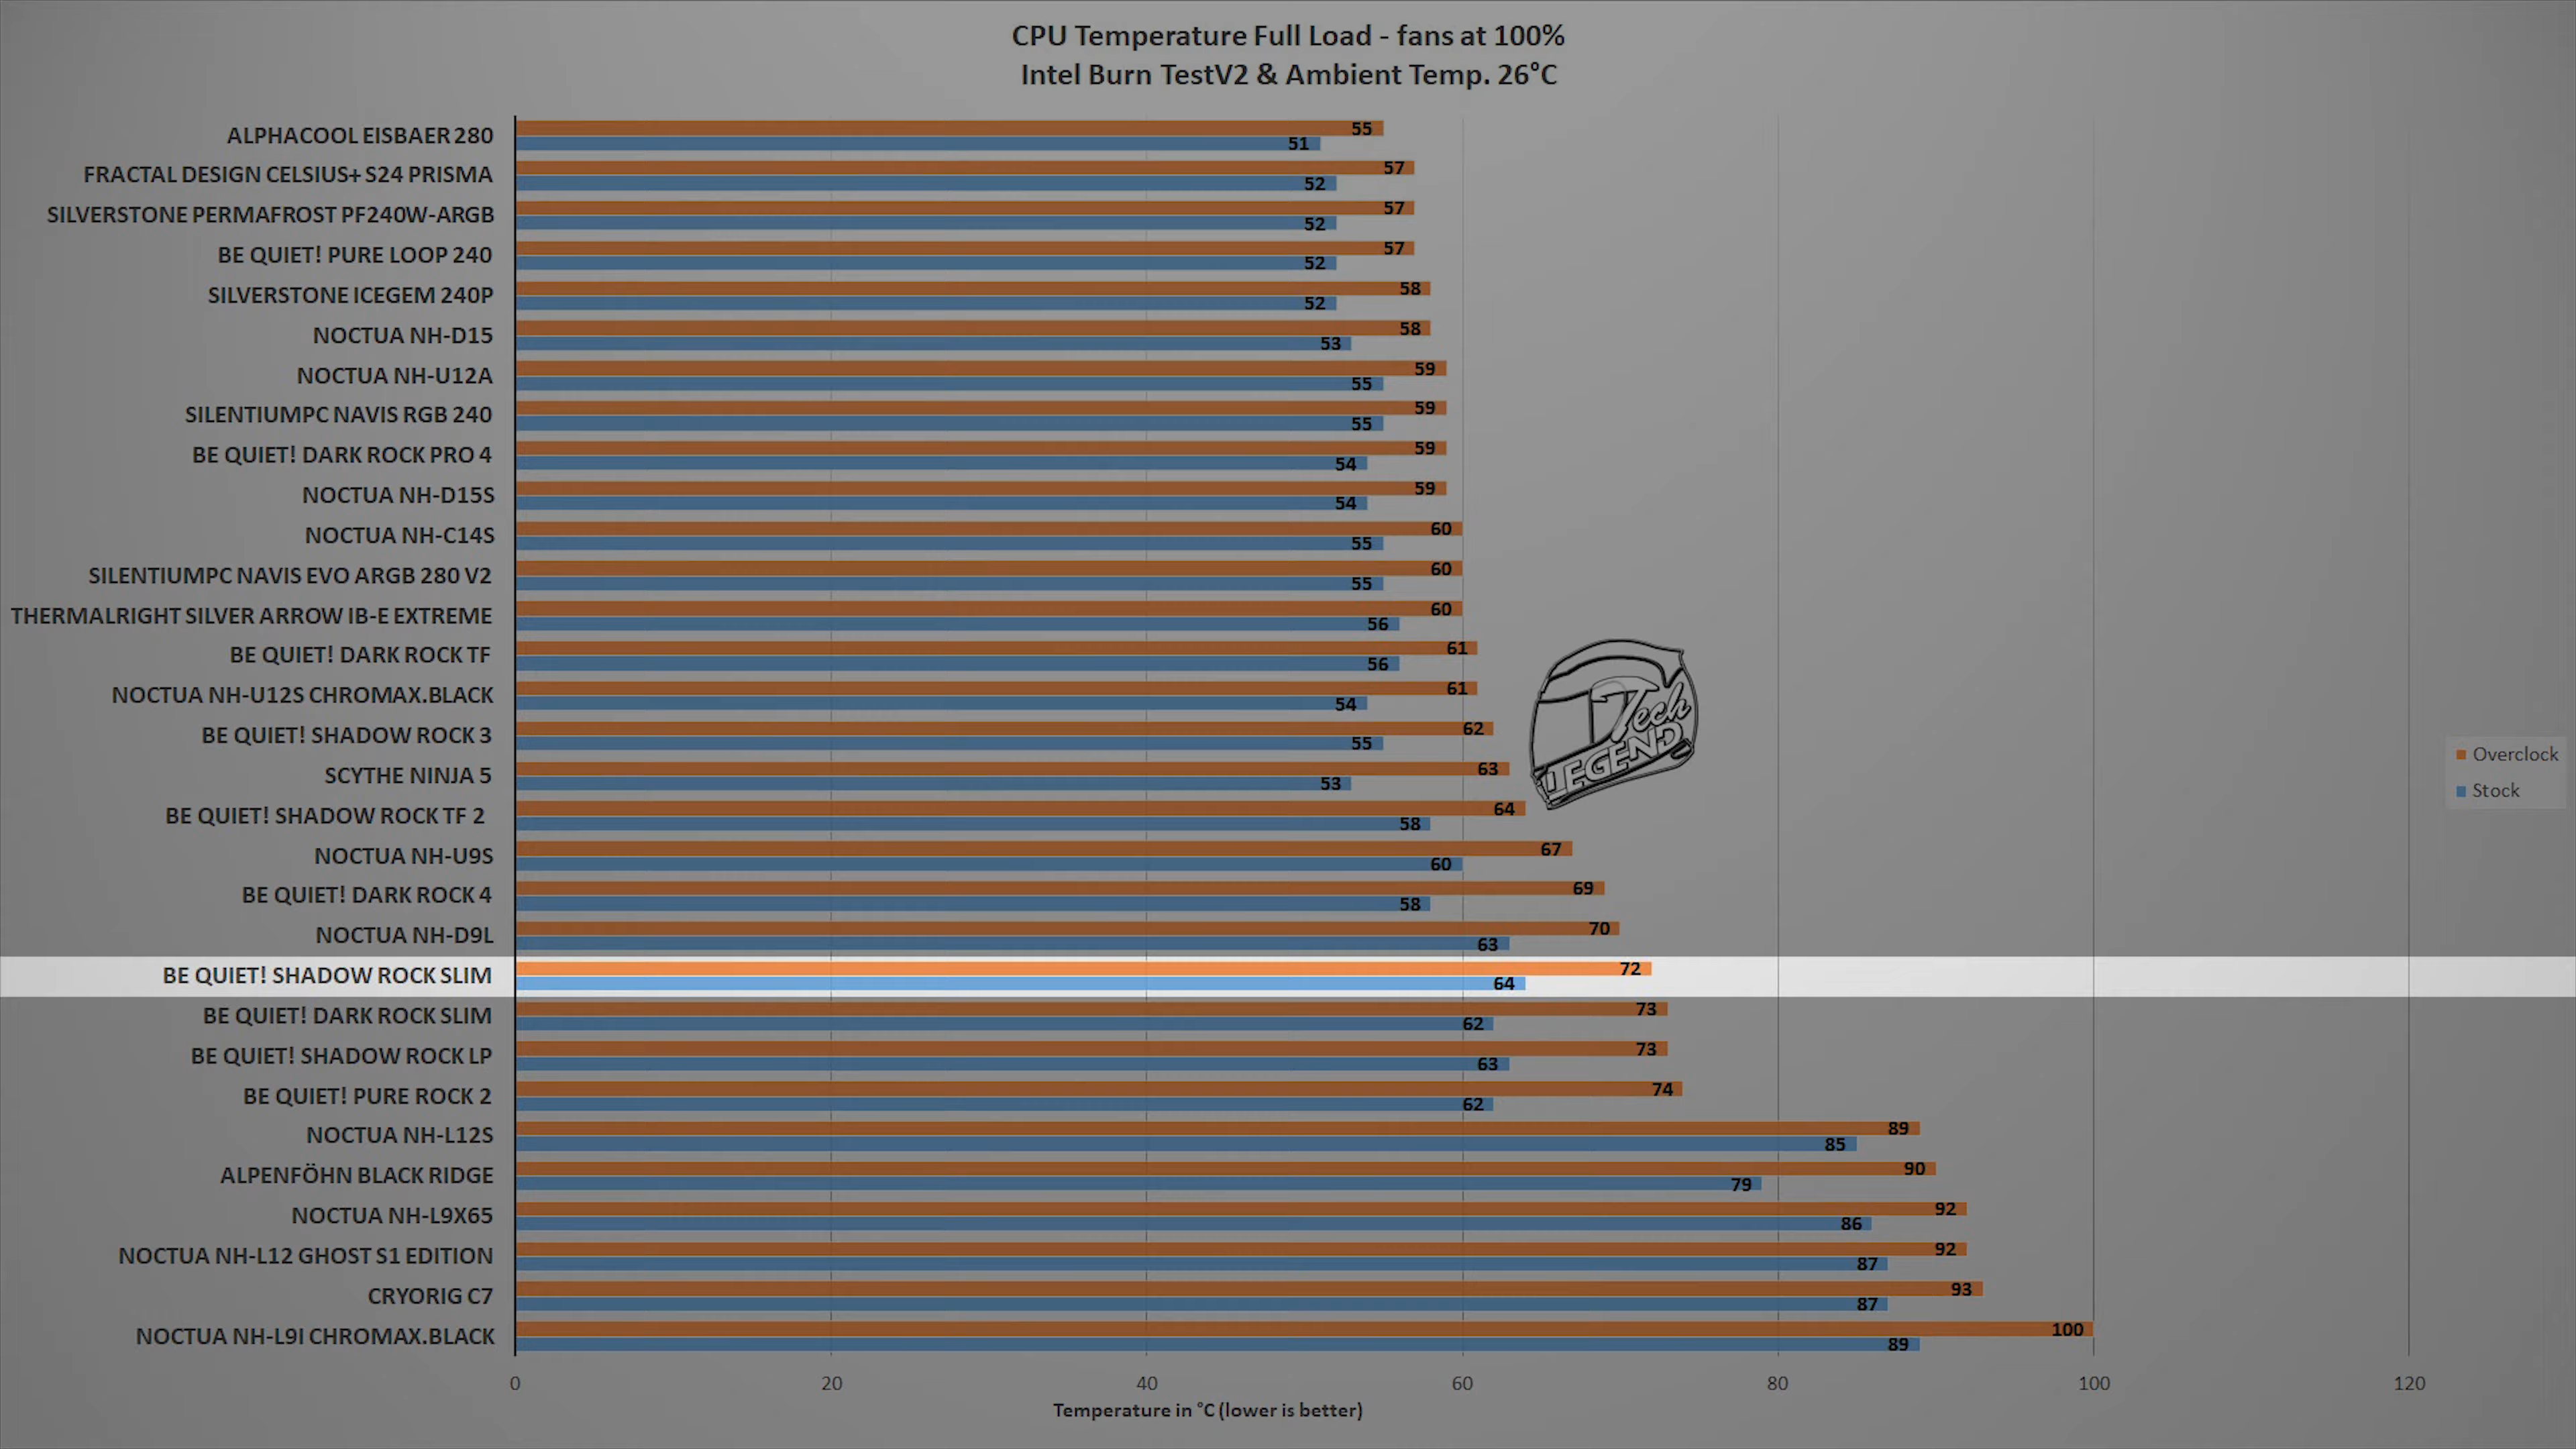 CPU Temperature Full Load - fans at 100%
Intel Burn TestV2 & Ambient Temp. 26°C
ALPHACOOL EISBAER 280 55 51
FRACTAL DESIGN CELSIUS+ S24 PRISMA 57 52
SILVERSTONE PERMAFROST PF240W-ARGB 57 52
BE QUIET! PURE LOOP 240 57 52
SILVERSTONE ICEGEM 240P 58 52
NOCTUA NH-D15 58 53
NOCTUA NH-U12A 59 55
SILENTIUMPC NAVIS RGB 240 59 55
BE QUIET! DARK ROCK PRO 4 59 54
NOCTUA NH-D15S 59 54
NOCTUA NH-C14S 60 55
SILENTIUMPC NAVIS EVO ARGB 280 V2 60 55
THERMALRIGHT SILVER ARROW IB-E EXTREME 60 56
BE QUIET! DARK ROCK TF 61 56
NOCTUA NH-U12S CHROMAX.BLACK 61 54
BE QUIET! SHADOW ROCK 3 62 55
SCYTHE NINJA 5 63 53
BE QUIET! SHADOW ROCK TF 2 64 58
NOCTUA NH-U9S 67 60
BE QUIET! DARK ROCK 4 69 58
NOCTUA NH-D9L 70 63
BE QUIET! SHADOW ROCK SLIM 72 64
BE QUIET! DARK ROCK SLIM 73 62
BE QUIET! SHADOW ROCK LP 73 63
BE QUIET! PURE ROCK 2 74 62
NOCTUA NH-L12S 89 85
ALPENFÖHN BLACK RIDGE 90 79
NOCTUA NH-L9X65 92 86
NOCTUA NH-L12 GHOST S1 EDITION 92 87
CRYORIG C7 93 87
NOCTUA NH-L9I CHROMAX.BLACK 100 89
0 20 40 60 80 100 120
Temperature in °C (lower is better)
Tech
LEGEND
Overclock
Stock